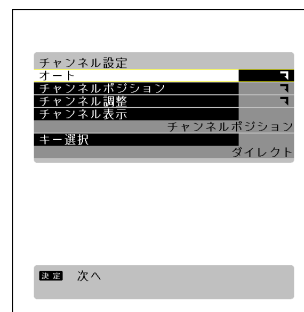 チャンネル設定
オート
チャンネルポジション
チャンネル調整
チャンネル表示
チャンネルポジション
キー選択
ダイレクト
決定 次へ